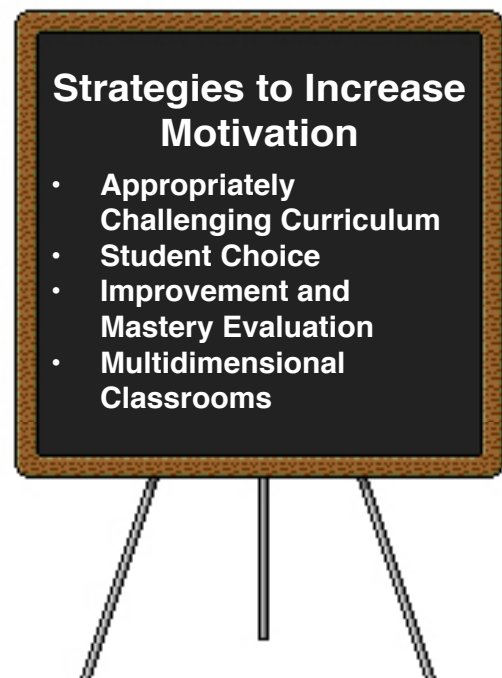 Strategies to Increase
Motivation
• Appropriately
Challenging Curriculum
• Student Choice
• Improvement and
Mastery Evaluation
• Multidimensional
Classrooms